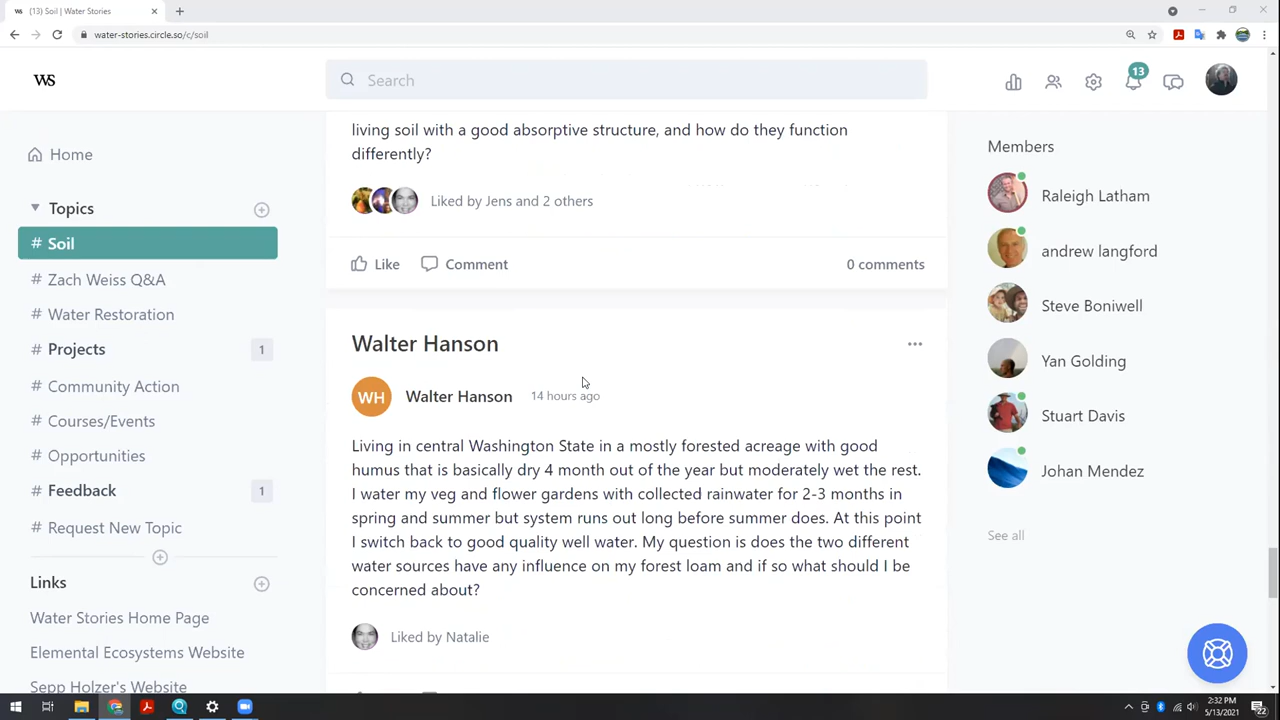 (13) Soil | Water Stories
water-stories.circle.so/c/soil
WS
Search
13
Home
Topics
# Soil
# Zach Weiss Q&A
# Water Restoration
# Projects 1
# Community Action
# Courses/Events
# Opportunities
# Feedback 1
# Request New Topic
Links
Water Stories Home Page
Elemental Ecosystems Website
Sepp Holzer's Website
living soil with a good absorptive structure, and how do they function
differently?
Liked by Jens and 2 others
Like Comment 0 comments
Walter Hanson
WH Walter Hanson 14 hours ago
Living in central Washington State in a mostly forested acreage with good
humus that is basically dry 4 month out of the year but moderately wet the rest.
I water my veg and flower gardens with collected rainwater for 2-3 months in
spring and summer but system runs out long before summer does. At this point
I switch back to good quality well water. My question is does the two different
water sources have any influence on my forest loam and if so what should I be
concerned about?
Liked by Natalie
Members
Raleigh Latham
andrew langford
Steve Boniwell
Yan Golding
Stuart Davis
Johan Mendez
See all
2:32 PM
5/13/2021
22